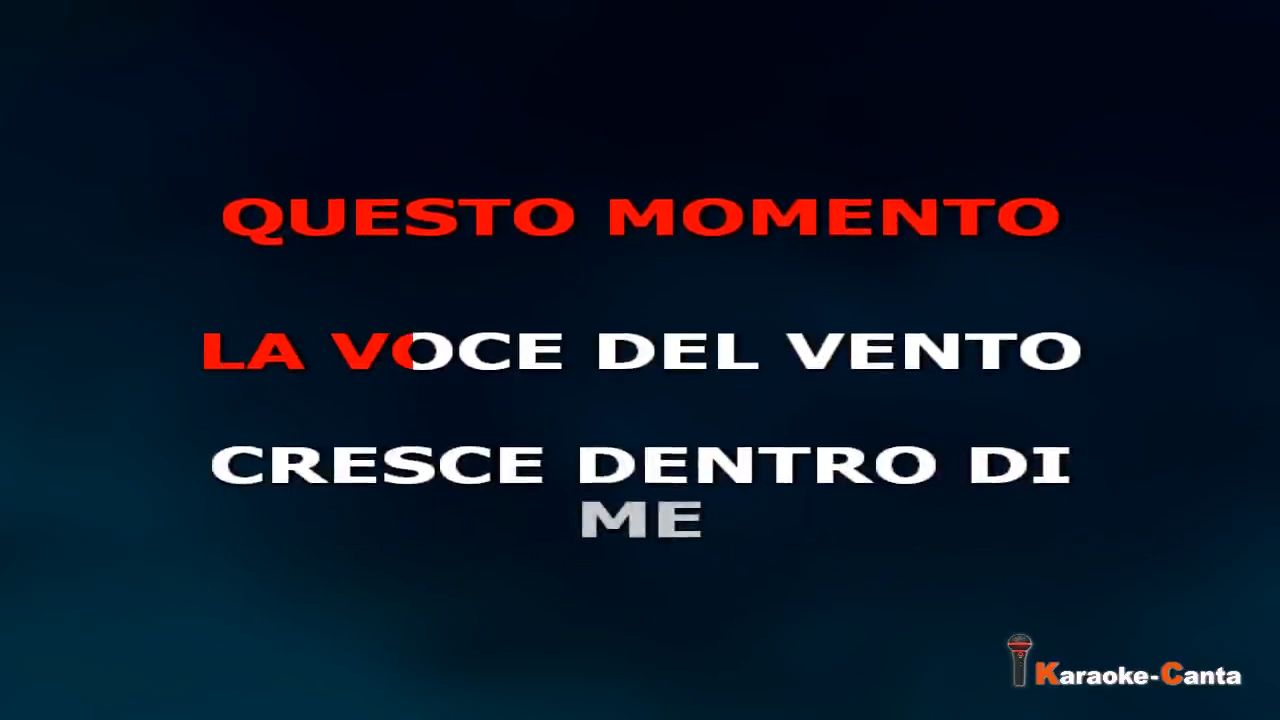 QUESTO MOMENTO
LA VOCE DEL VENTO
CRESCE DENTRO DI
ME
Karaoke-Canta